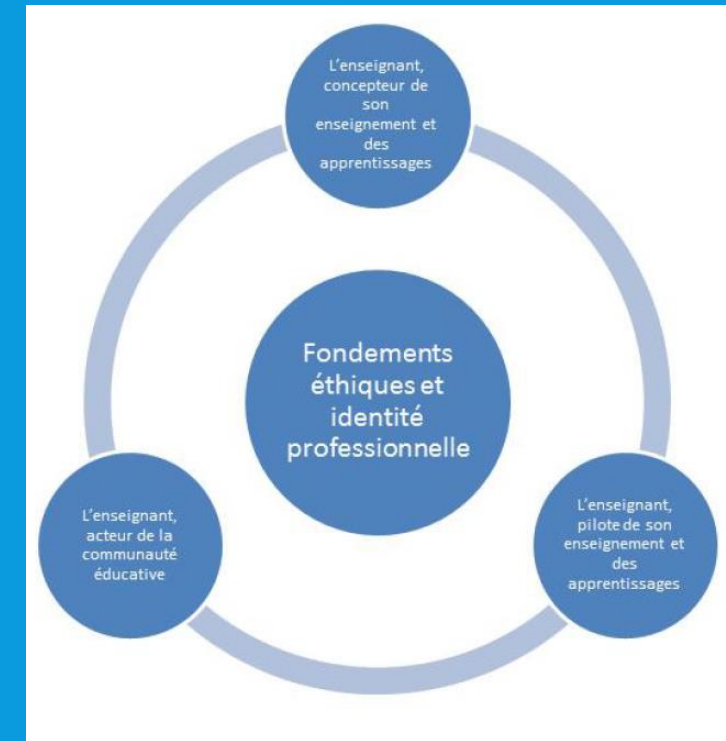 L'enseignant,
concepteur de
son
enseignement et
des
apprentissages
Fondements
éthiques et
identité
professionnelle
L'enseignant,
acteur de la
communauté
éducative
L'enseignant,
pilote de son
enseignement et
des
apprentissages